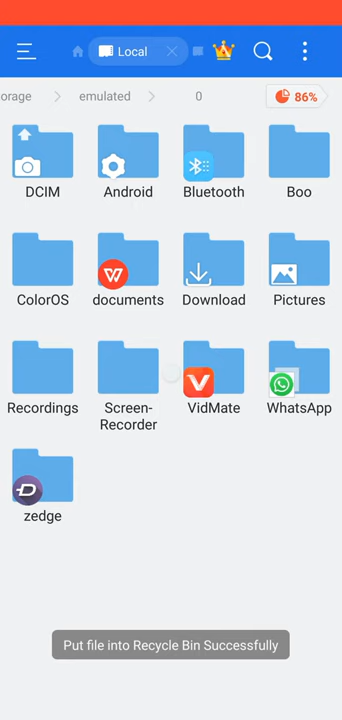 Local
orage
emulated
0
86%
DCIM
Android
Bluetooth
Boo
ColorOS
documents
Download
Pictures
Recordings
Screen-
Recorder
VidMate
WhatsApp
zedge
Put file into Recycle Bin Successfully